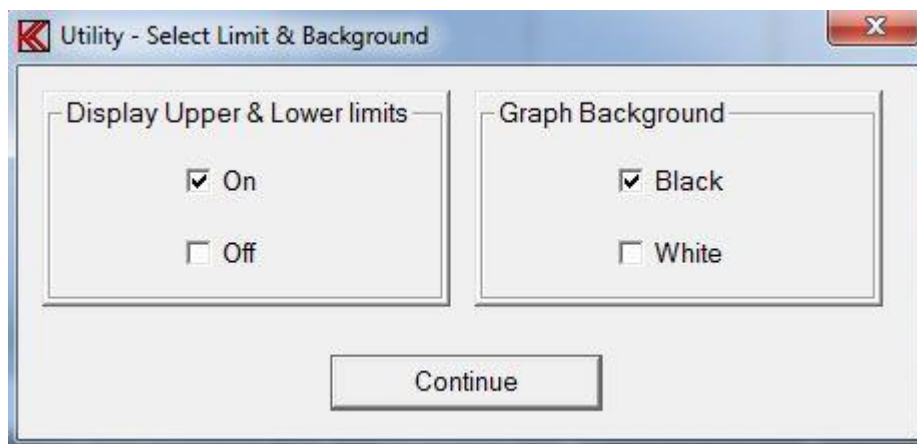 Utility - Select Limit & Background
Display Upper & Lower limits
On
Off
Graph Background
Black
White
Continue